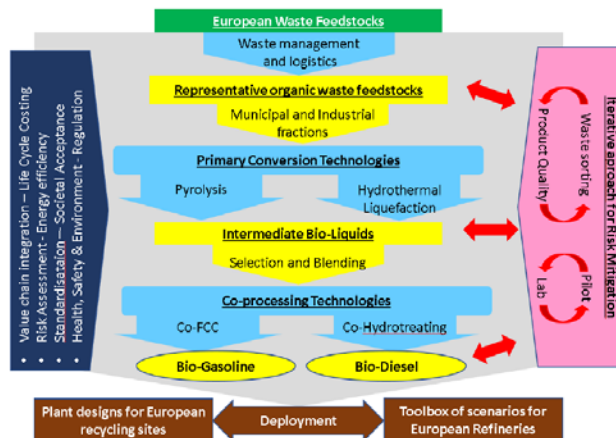 European Waste Feedstocks
Waste management
and logistics
Representative organic waste feedstocks
Municipal and Industrial
fractions
Primary Conversion Technologies
Pyrolysis
Hydrothermal
Liquefaction
Intermediate Bio-Liquids
Selection and Blending
Co-processing Technologies
Co-FCC
Co-Hydrotreating
Bio-Gasoline
Bio-Diesel
Plant designs for European
recycling sites
Deployment
Toolbox of scenarios for
European Refineries
• Value chain integration – Life Cycle Costing
• Risk Assessment - Energy efficiency
• Standardisataion – Societal Acceptance
• Health, Safety & Environment - Regulation
Iterative aproach for Risk Mitigation
Waste sorting
Product Quality
Pilot
Lab